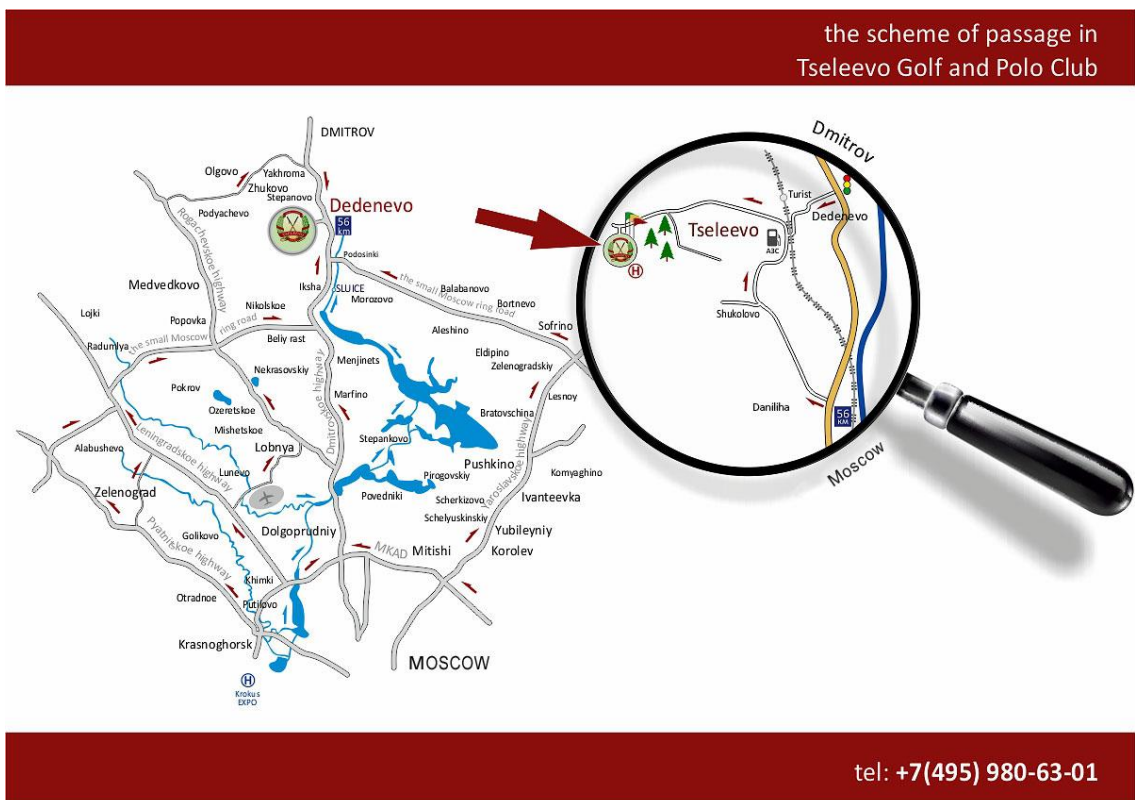 the scheme of passage in
Tseleevo Golf and Polo Club
DMITROV
Olgovo
Yakhroma
Zhukovo
Stepanovo
Podyachevo
Dedenevo
56
km
Rogachevskoe highway
Podosinki
Iksha
SLUICE
Morozovo
Medvedkovo
Nikolskoe
the small Moscow ring road
Balabanovo
Bortnevo
Lojki
Popovka
the small Moscow ring road
Beliy rast
Aleshino
Sofrino
Radumlya
Menjinets
Eldipino
Zelenogradskiy
Nekrasovskiy
Pokrov
Marfino
Lesnoy
Ozeretskoe
Dmitrovskoe highway
Bratovschina
Mishetskoe
Stepankovo
Leningradskoe highway
Lobnya
Alabushevo
Lunevo
Pushkino
Pirogovskiy
Komyaghino
Yaroslavskoe highway
Zelenograd
Povedniki
Scherkizovo
Ivanteevka
Schelyuskinskiy
Dolgoprudniy
Yubileyniy
Golikovo
Pyatnitskoe highway
MKAD
Mitishi
Korolev
Khimki
Otradnoe
Putilovo
Krasnoghorsk
MOSCOW
H
Krokus
EXPO
Dmitrov
Turist
Dedenevo
Tseleevo
АЗС
H
Shukolovo
Daniliha
56
КМ.
Moscow
tel: +7(495) 980-63-01